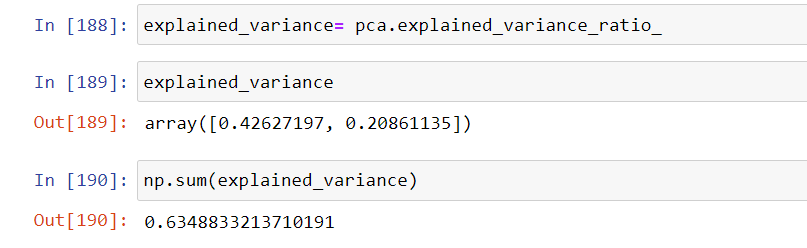 In [188]: explained_variance= pca.explained_variance_ratio_
In [189]: explained_variance
Out[189]: array([0.42627197, 0.20861135])
In [190]: np.sum(explained_variance)
Out[190]: 0.6348833213710191